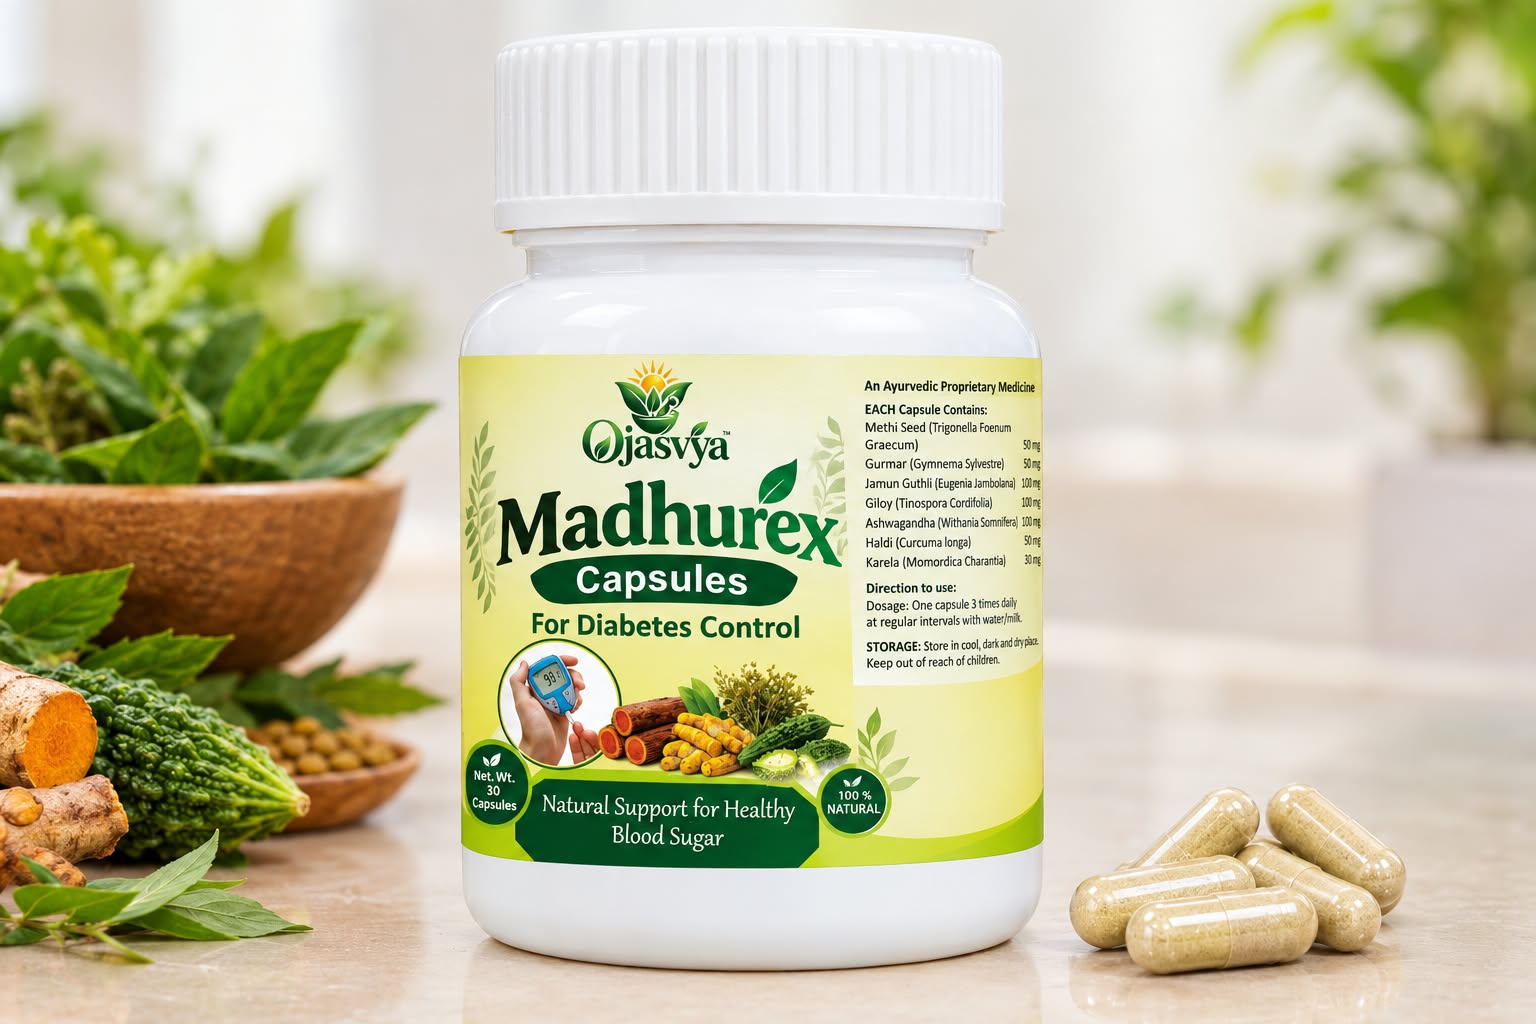 Ojasvya™
Madhurex
Capsules
For Diabetes Control
98
Net. Wt.
30
Capsules
Natural Support for Healthy
Blood Sugar
100 %
NATURAL
An Ayurvedic Proprietary Medicine
EACH Capsule Contains:
Methi Seed (Trigonella Foenum
Graecum) 50 mg
Gurmar (Gymnema Sylvestre) 50 mg
Jamun Guthli (Eugenia Jambolana) 100 mg
Giloy (Tinospora Cordifolia) 100 mg
Ashwagandha (Withania Somnifera) 100 mg
Haldi (Curcuma longa) 50 mg
Karela (Momordica Charantia) 30 mg
Direction to use:
Dosage: One capsule 3 times daily
at regular intervals with water/milk.
STORAGE: Store in cool, dark and dry place.
Keep out of reach of children.